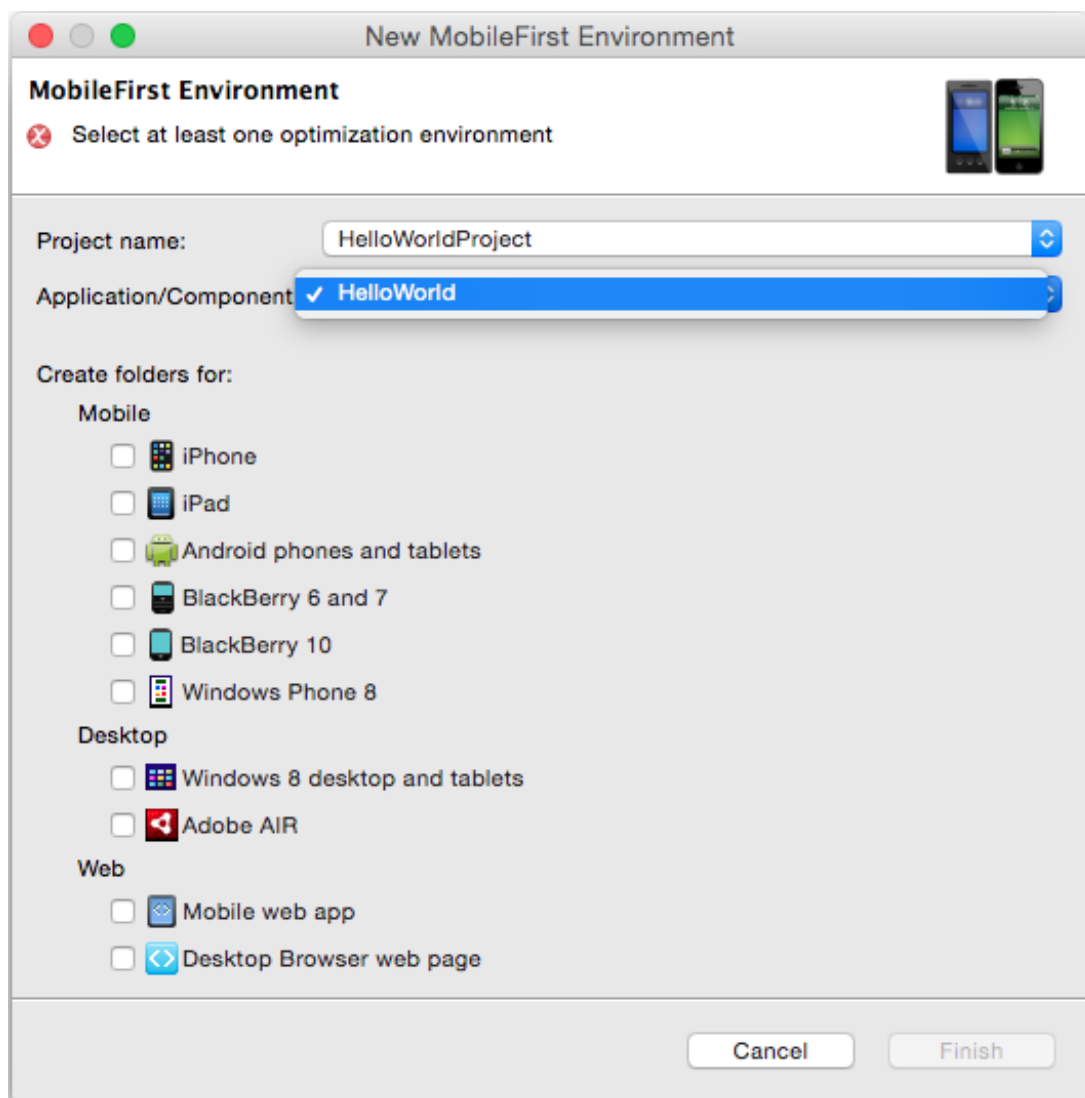 New MobileFirst Environment
MobileFirst Environment
Select at least one optimization environment
Project name: HelloWorldProject
Application/Component ✓ HelloWorld
Create folders for:
Mobile
iPhone
iPad
Android phones and tablets
BlackBerry 6 and 7
BlackBerry 10
Windows Phone 8
Desktop
Windows 8 desktop and tablets
Adobe AIR
Web
Mobile web app
Desktop Browser web page
Cancel Finish